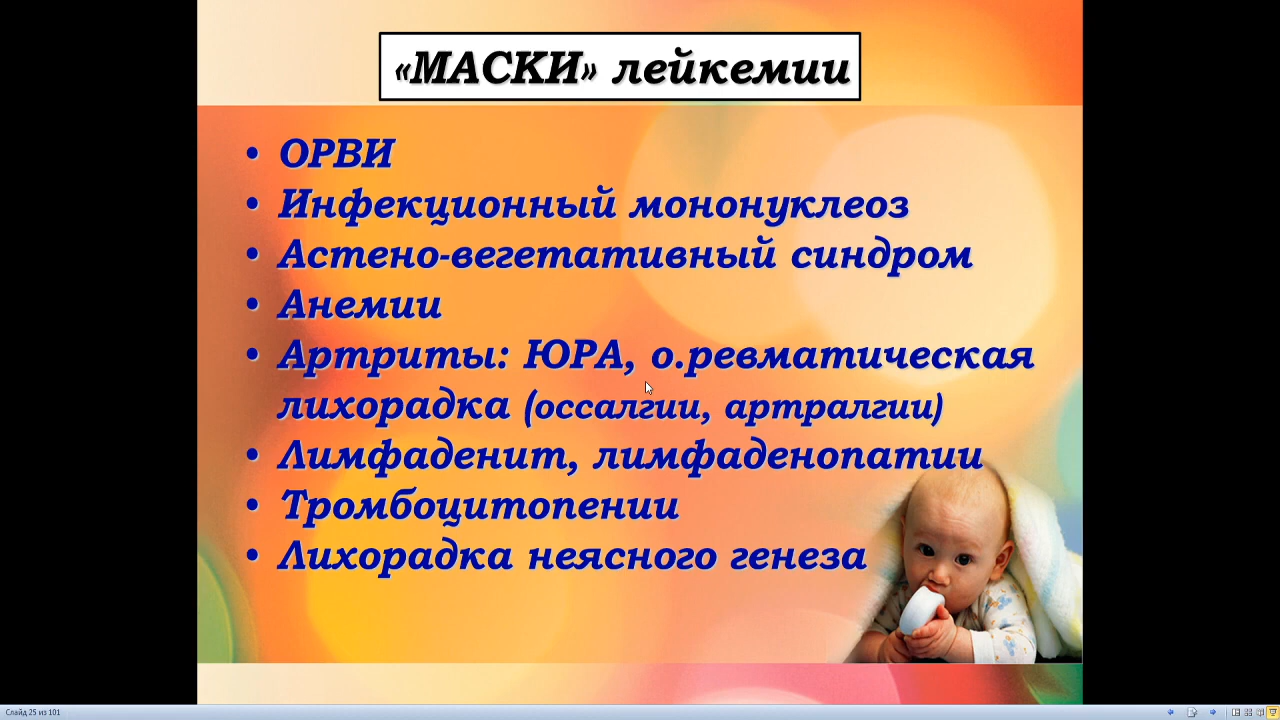 «МАСКИ» лейкемии
• ОРВИ
• Инфекционный мононуклеоз
• Астено-вегетативный синдром
• Анемии
• Артриты: ЮРА, о.ревматическая
лихорадка (оссалгии, артралгии)
• Лимфаденит, лимфаденопатии
• Тромбоцитопении
• Лихорадка неясного генеза
Слайд 25 из 101